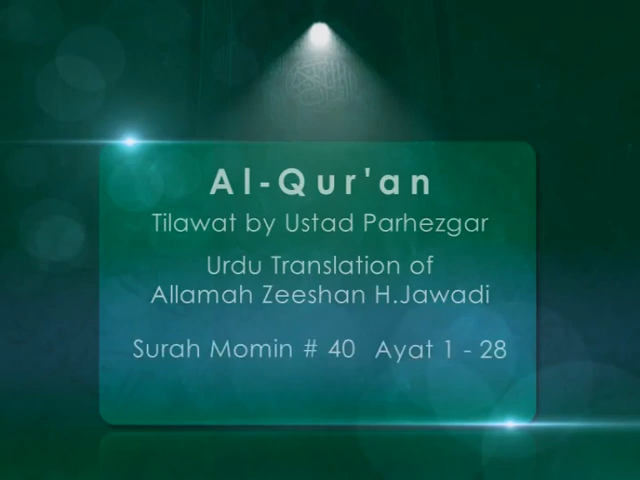 Al-Qur'an
Tilawat by Ustad Parhezgar
Urdu Translation of
Allamah Zeeshan H.Jawadi
Surah Momin # 40 Ayat 1 - 28